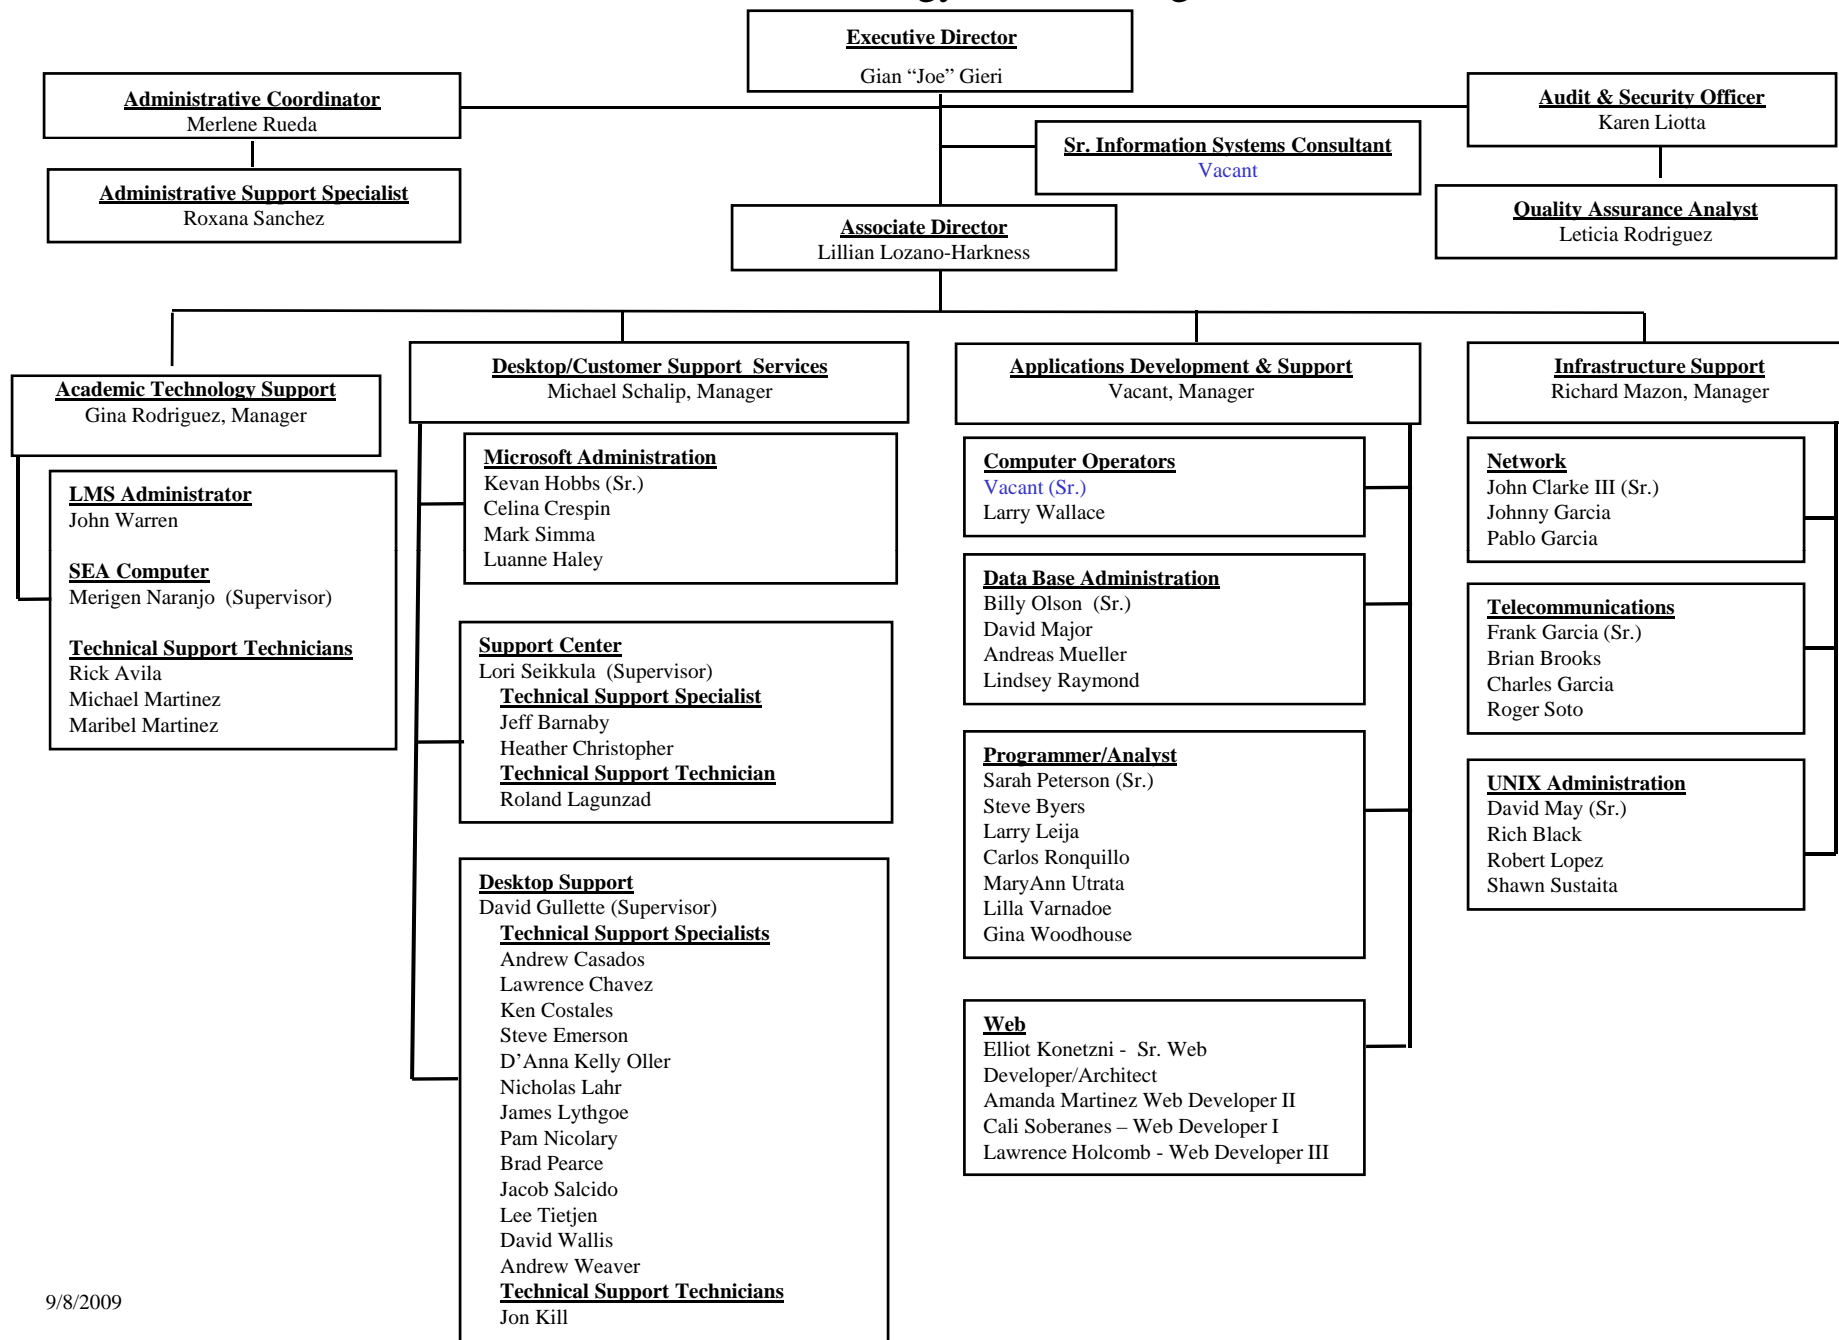 Executive Director
Gian “Joe” Gieri
Administrative Coordinator
Merlene Rueda
Audit & Security Officer
Karen Liotta
Sr. Information Systems Consultant
Vacant
Administrative Support Specialist
Roxana Sanchez
Quality Assurance Analyst
Leticia Rodriguez
Associate Director
Lillian Lozano-Harkness
Academic Technology Support
Gina Rodriguez, Manager
LMS Administrator
John Warren
SEA Computer
Merigen Naranjo (Supervisor)
Technical Support Technicians
Rick Avila
Michael Martinez
Maribel Martinez
Desktop/Customer Support Services
Michael Schalip, Manager
Microsoft Administration
Kevan Hobbs (Sr.)
Celina Crespin
Mark Simma
Luanne Haley
Support Center
Lori Seikkula (Supervisor)
Technical Support Specialist
Jeff Barnaby
Heather Christopher
Technical Support Technician
Roland Lagunzad
Desktop Support
David Gullette (Supervisor)
Technical Support Specialists
Andrew Casados
Lawrence Chavez
Ken Costales
Steve Emerson
D’Anna Kelly Oller
Nicholas Lahr
James Lythgoe
Pam Nicolary
Brad Pearce
Jacob Salcido
Lee Tietjen
David Wallis
Andrew Weaver
Technical Support Technicians
Jon Kill
Applications Development & Support
Vacant, Manager
Computer Operators
Vacant (Sr.)
Larry Wallace
Data Base Administration
Billy Olson (Sr.)
David Major
Andreas Mueller
Lindsey Raymond
Programmer/Analyst
Sarah Peterson (Sr.)
Steve Byers
Larry Leija
Carlos Ronquillo
MaryAnn Utrata
Lilla Varnadoe
Gina Woodhouse
Web
Elliot Konetzni - Sr. Web
Developer/Architect
Amanda Martinez Web Developer II
Cali Soberanes – Web Developer I
Lawrence Holcomb - Web Developer III
Infrastructure Support
Richard Mazon, Manager
Network
John Clarke III (Sr.)
Johnny Garcia
Pablo Garcia
Telecommunications
Frank Garcia (Sr.)
Brian Brooks
Charles Garcia
Roger Soto
UNIX Administration
David May (Sr.)
Rich Black
Robert Lopez
Shawn Sustaita
9/8/2009